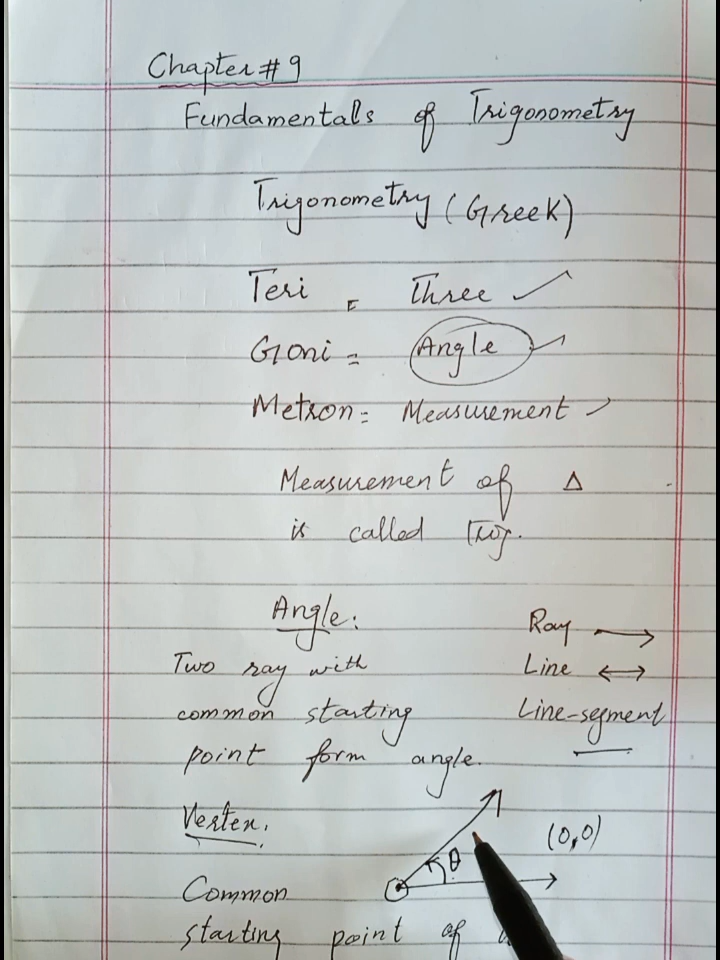 Chapter # 9
Fundamentals of Trigonometry
Trigonometry (Greek)
Teri = Three
Goni = Angle
Metron = Measurement
Measurement of Δ
is called Trig.
Angle:
Two ray with
common starting
point form angle.
Ray
Line
Line-segment
Vertex.
θ
(0,0)
Common
starting point of